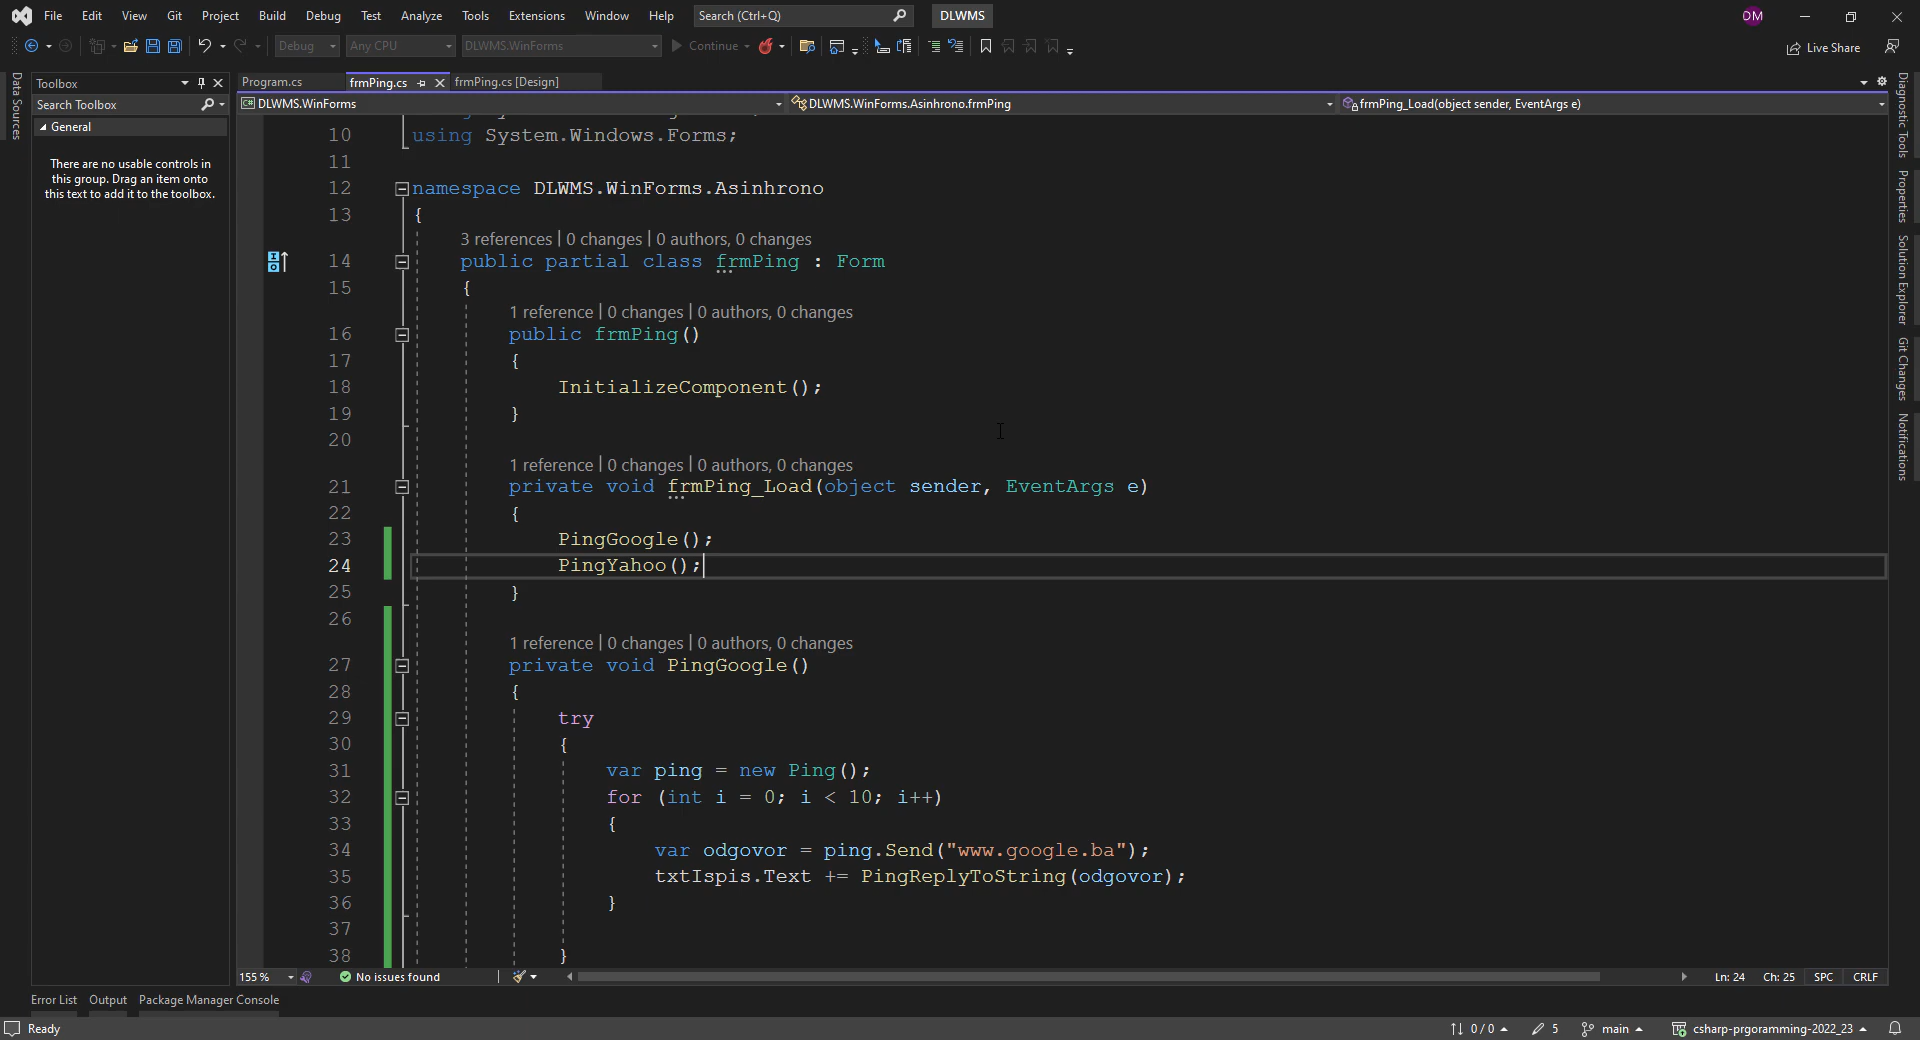 File Edit View Git Project Build Debug Test Analyze Tools Extensions Window Help Search (Ctrl+Q) DLWMS DM
Debug Any CPU DLWMS.WinForms Continue Live Share
Data Sources
Toolbox
Search Toolbox
General
There are no usable controls in
this group. Drag an item onto
this text to add it to the toolbox.
Program.cs frmPing.cs frmPing.cs [Design]
C# DLWMS.WinForms DLWMS.WinForms.Asinhrono.frmPing frmPing_Load(object sender, EventArgs e)
10 using System.Windows.Forms;
11
12 namespace DLWMS.WinForms.Asinhrono
13 {
3 references | 0 changes | 0 authors, 0 changes
14 public partial class frmPing : Form
15 {
1 reference | 0 changes | 0 authors, 0 changes
16 public frmPing()
17 {
18 InitializeComponent();
19 }
20
1 reference | 0 changes | 0 authors, 0 changes
21 private void frmPing_Load(object sender, EventArgs e)
22 {
23 PingGoogle();
24 PingYahoo();
25 }
26
1 reference | 0 changes | 0 authors, 0 changes
27 private void PingGoogle()
28 {
29 try
30 {
31 var ping = new Ping();
32 for (int i = 0; i < 10; i++)
33 {
34 var odgovor = ping.Send("www.google.ba");
35 txtIspis.Text += PingReplyToString(odgovor);
36 }
37
38 }
Diagnostic Tools
Properties
Solution Explorer
Git Changes
Notifications
155 % No issues found Ln: 24 Ch: 25 SPC CRLF
Error List Output Package Manager Console
Ready 0 / 0 5 main csharp-prgoramming-2022_23